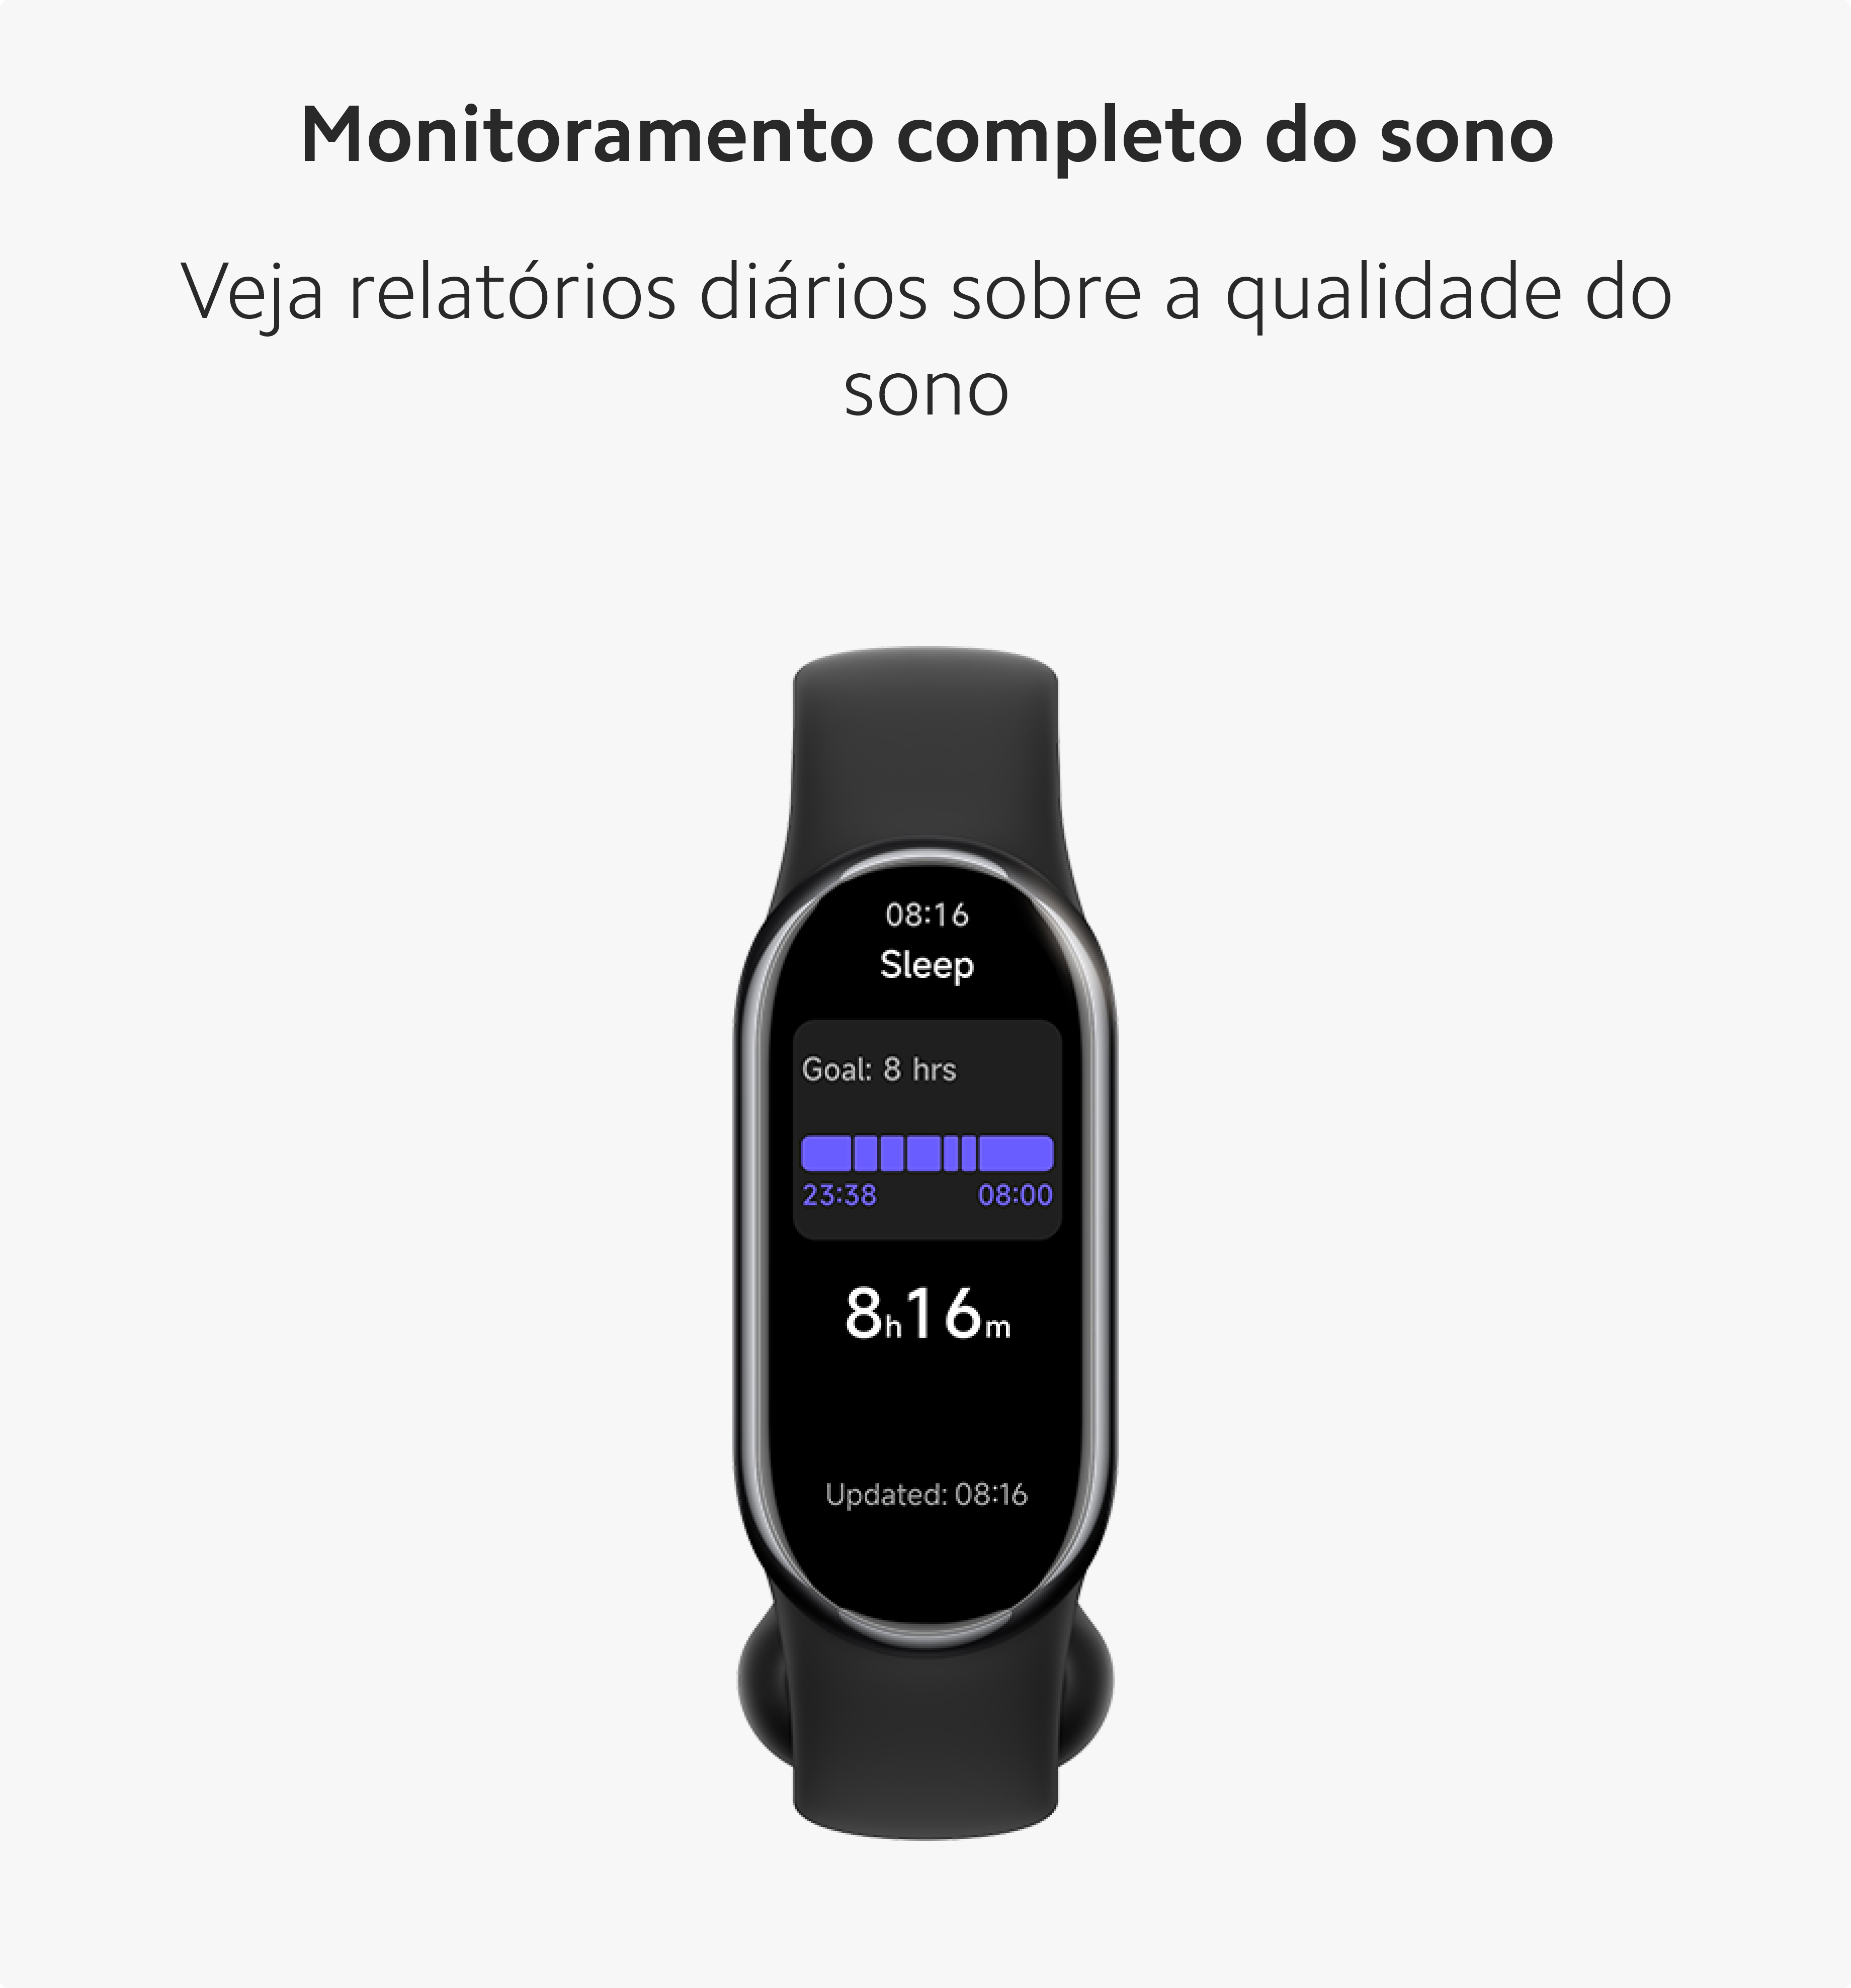 Monitoramento completo do sono
Veja relatórios diários sobre a qualidade do
sono
08:16
Sleep
Goal: 8 hrs
23:38 08:00
8h16m
Updated: 08:16